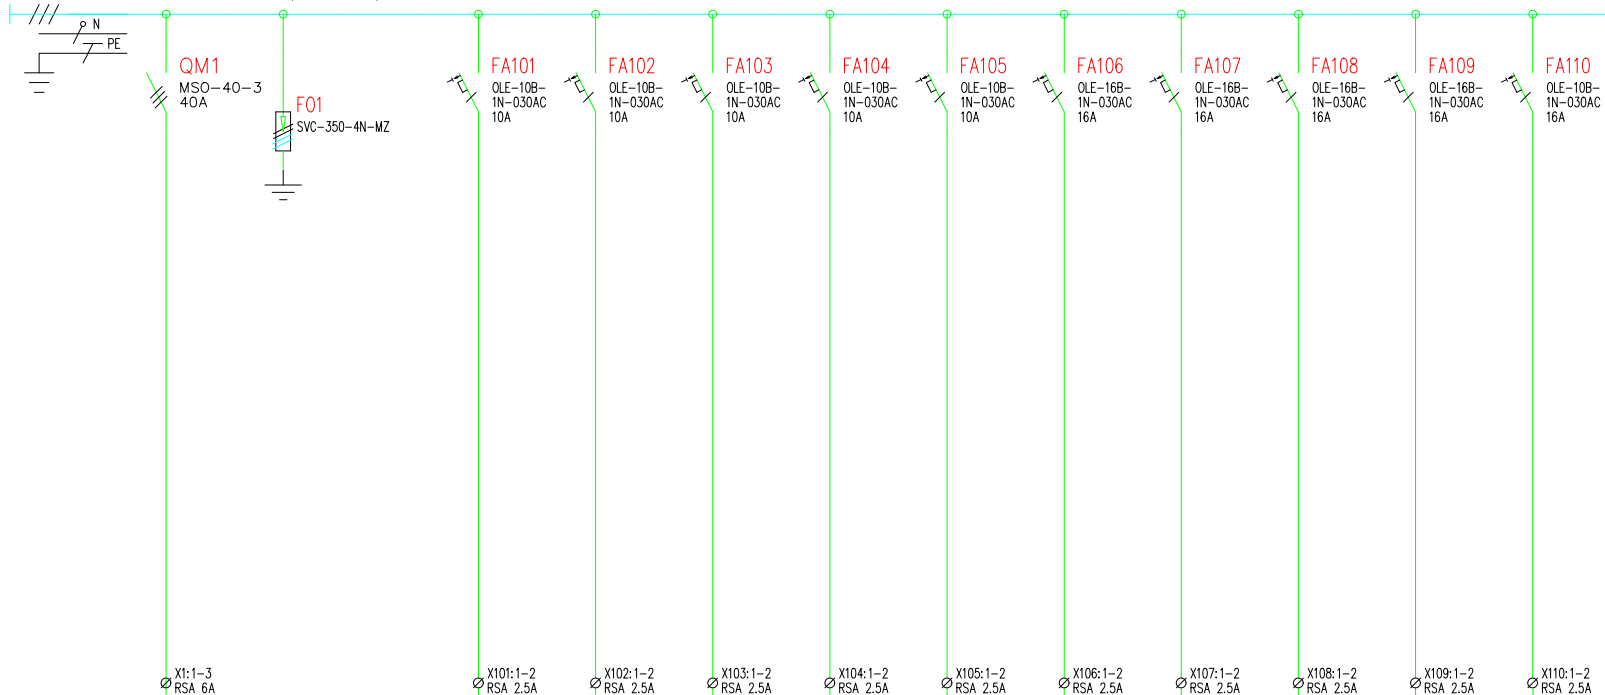 N
PE
QM1
MSO-40-3
40A
F01
SVC-350-4N-MZ
FA101
OLE-10B-
1N-030AC
10A
FA102
OLE-10B-
1N-030AC
10A
FA103
OLE-10B-
1N-030AC
10A
FA104
OLE-10B-
1N-030AC
10A
FA105
OLE-10B-
1N-030AC
10A
FA106
OLE-16B-
1N-030AC
16A
FA107
OLE-16B-
1N-030AC
16A
FA108
OLE-16B-
1N-030AC
16A
FA109
OLE-16B-
1N-030AC
16A
FA110
OLE-10B-
1N-030AC
16A
X1:1-3
RSA 6A
X101:1-2
RSA 2.5A
X102:1-2
RSA 2.5A
X103:1-2
RSA 2.5A
X104:1-2
RSA 2.5A
X105:1-2
RSA 2.5A
X106:1-2
RSA 2.5A
X107:1-2
RSA 2.5A
X108:1-2
RSA 2.5A
X109:1-2
RSA 2.5A
X110:1-2
RSA 2.5A